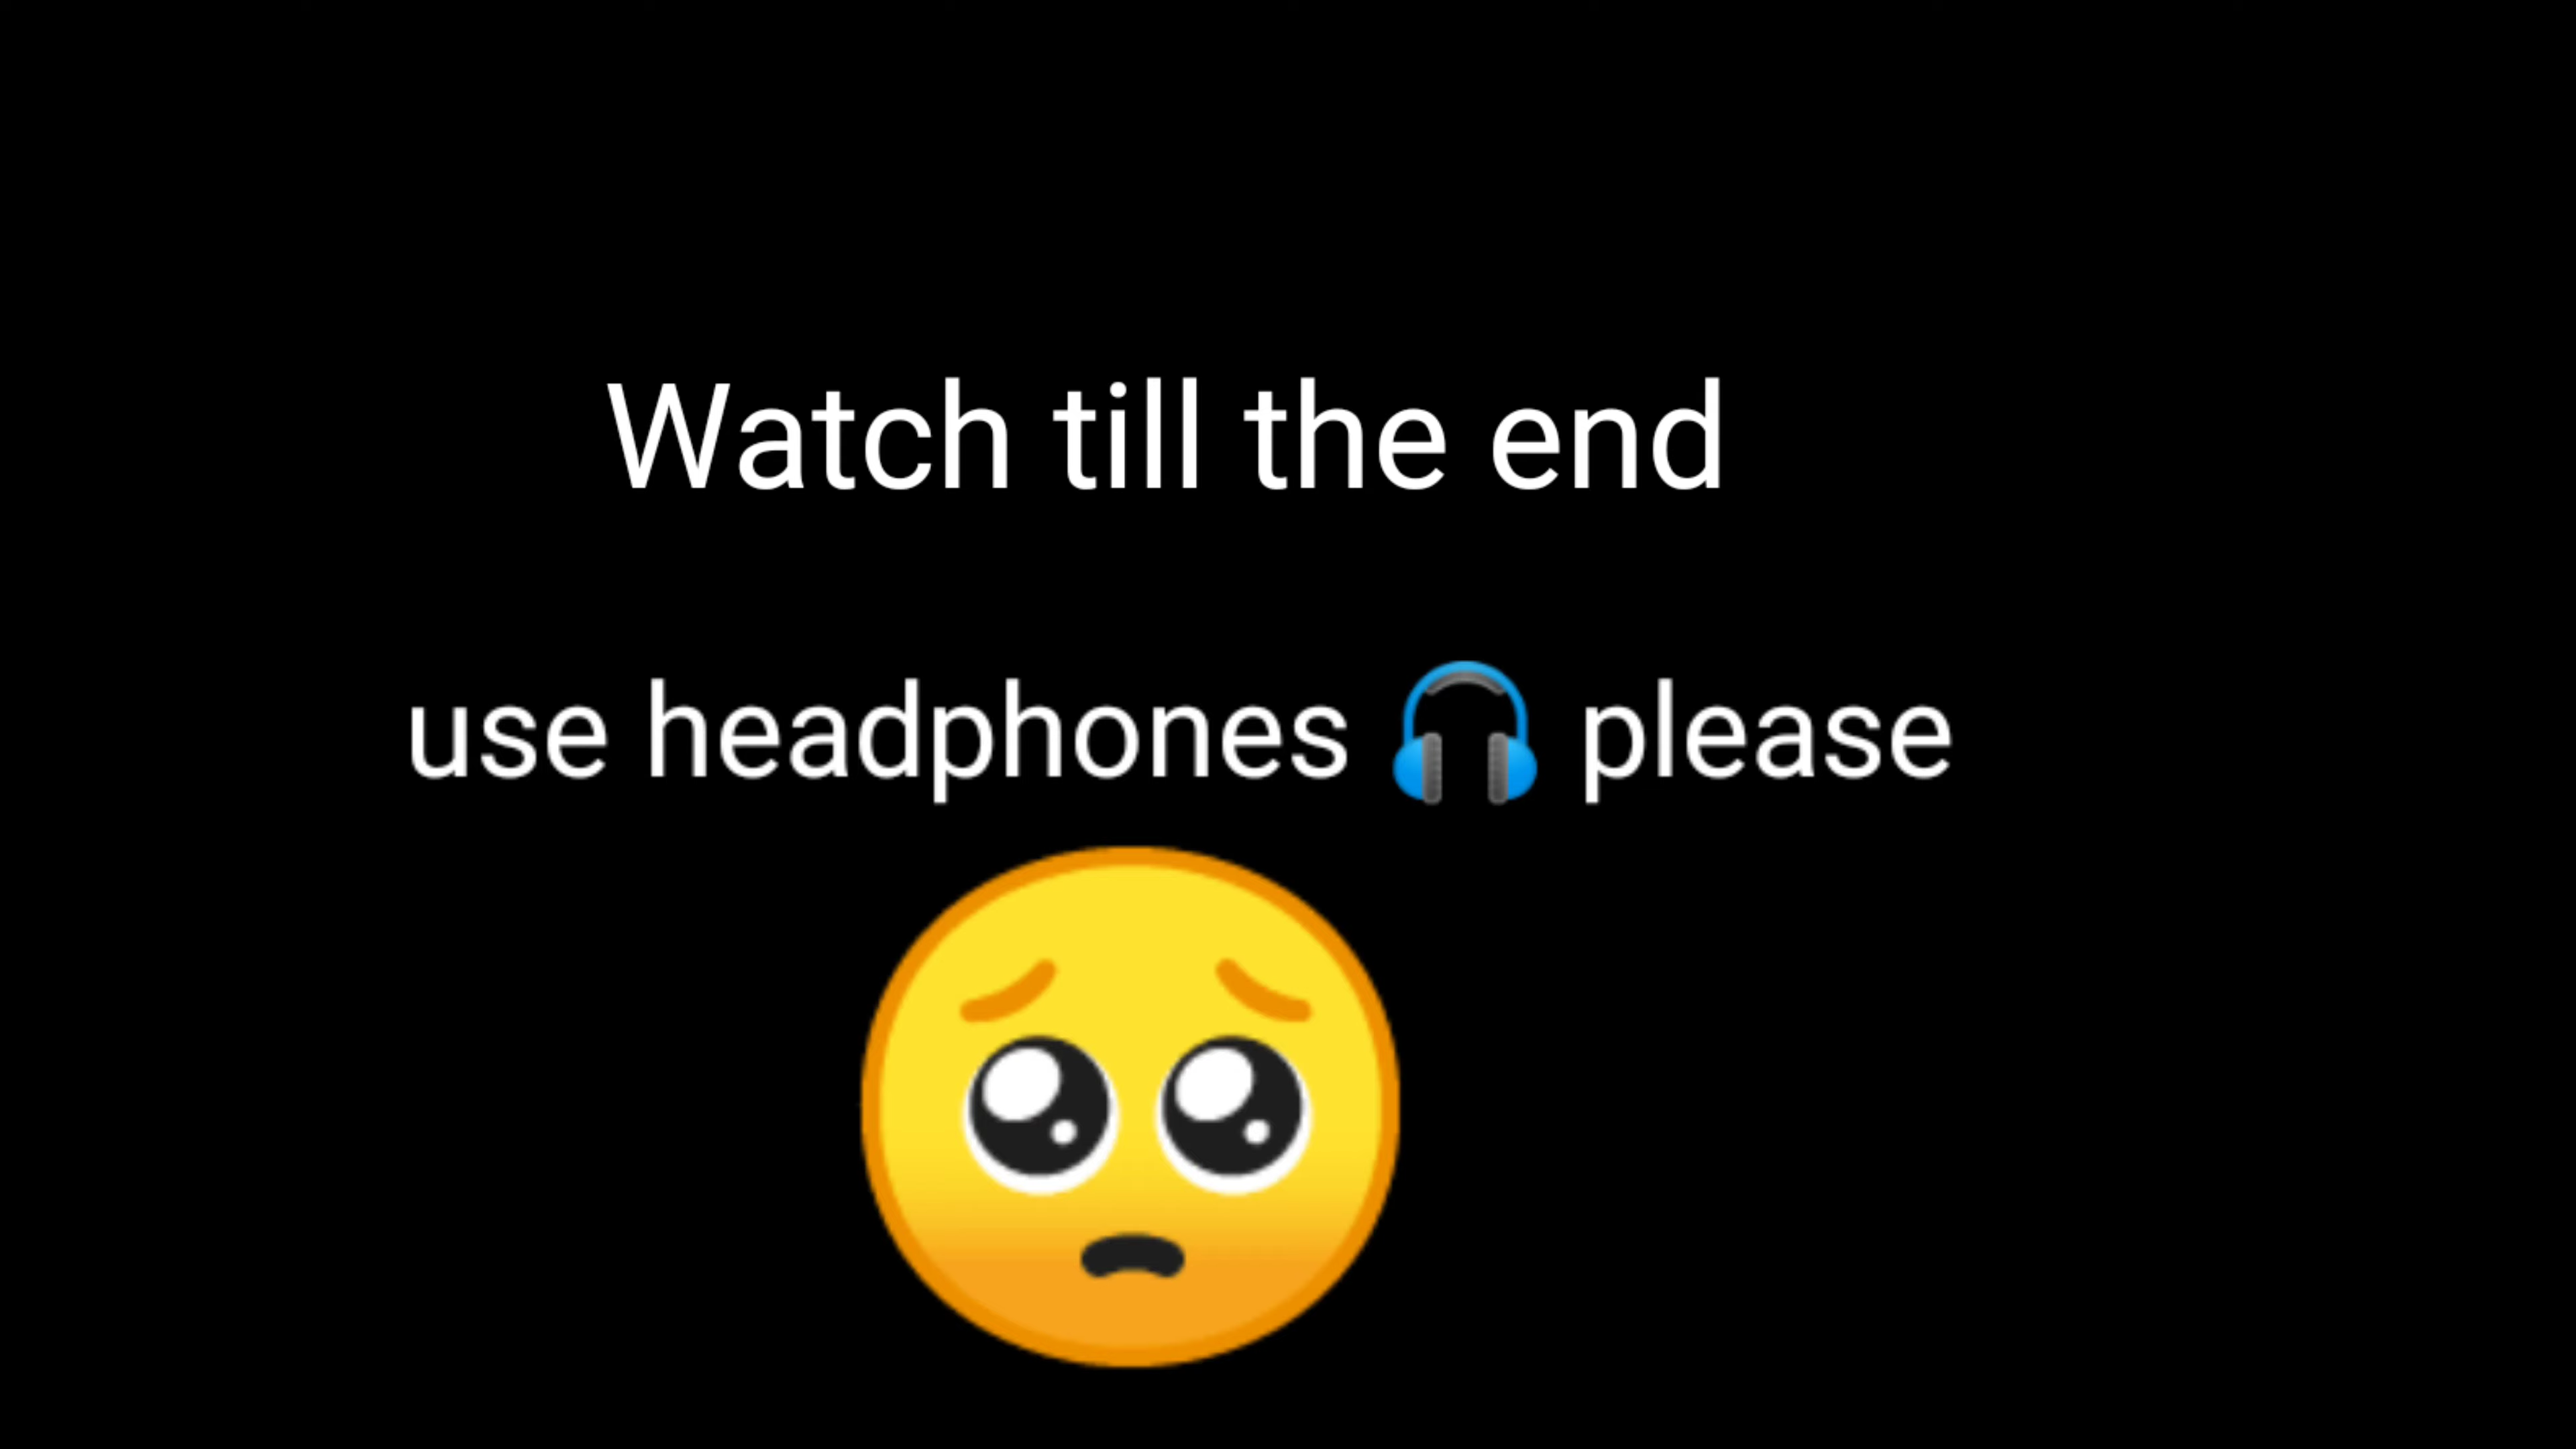 Watch till the end
use headphones 🎧 please
🥺